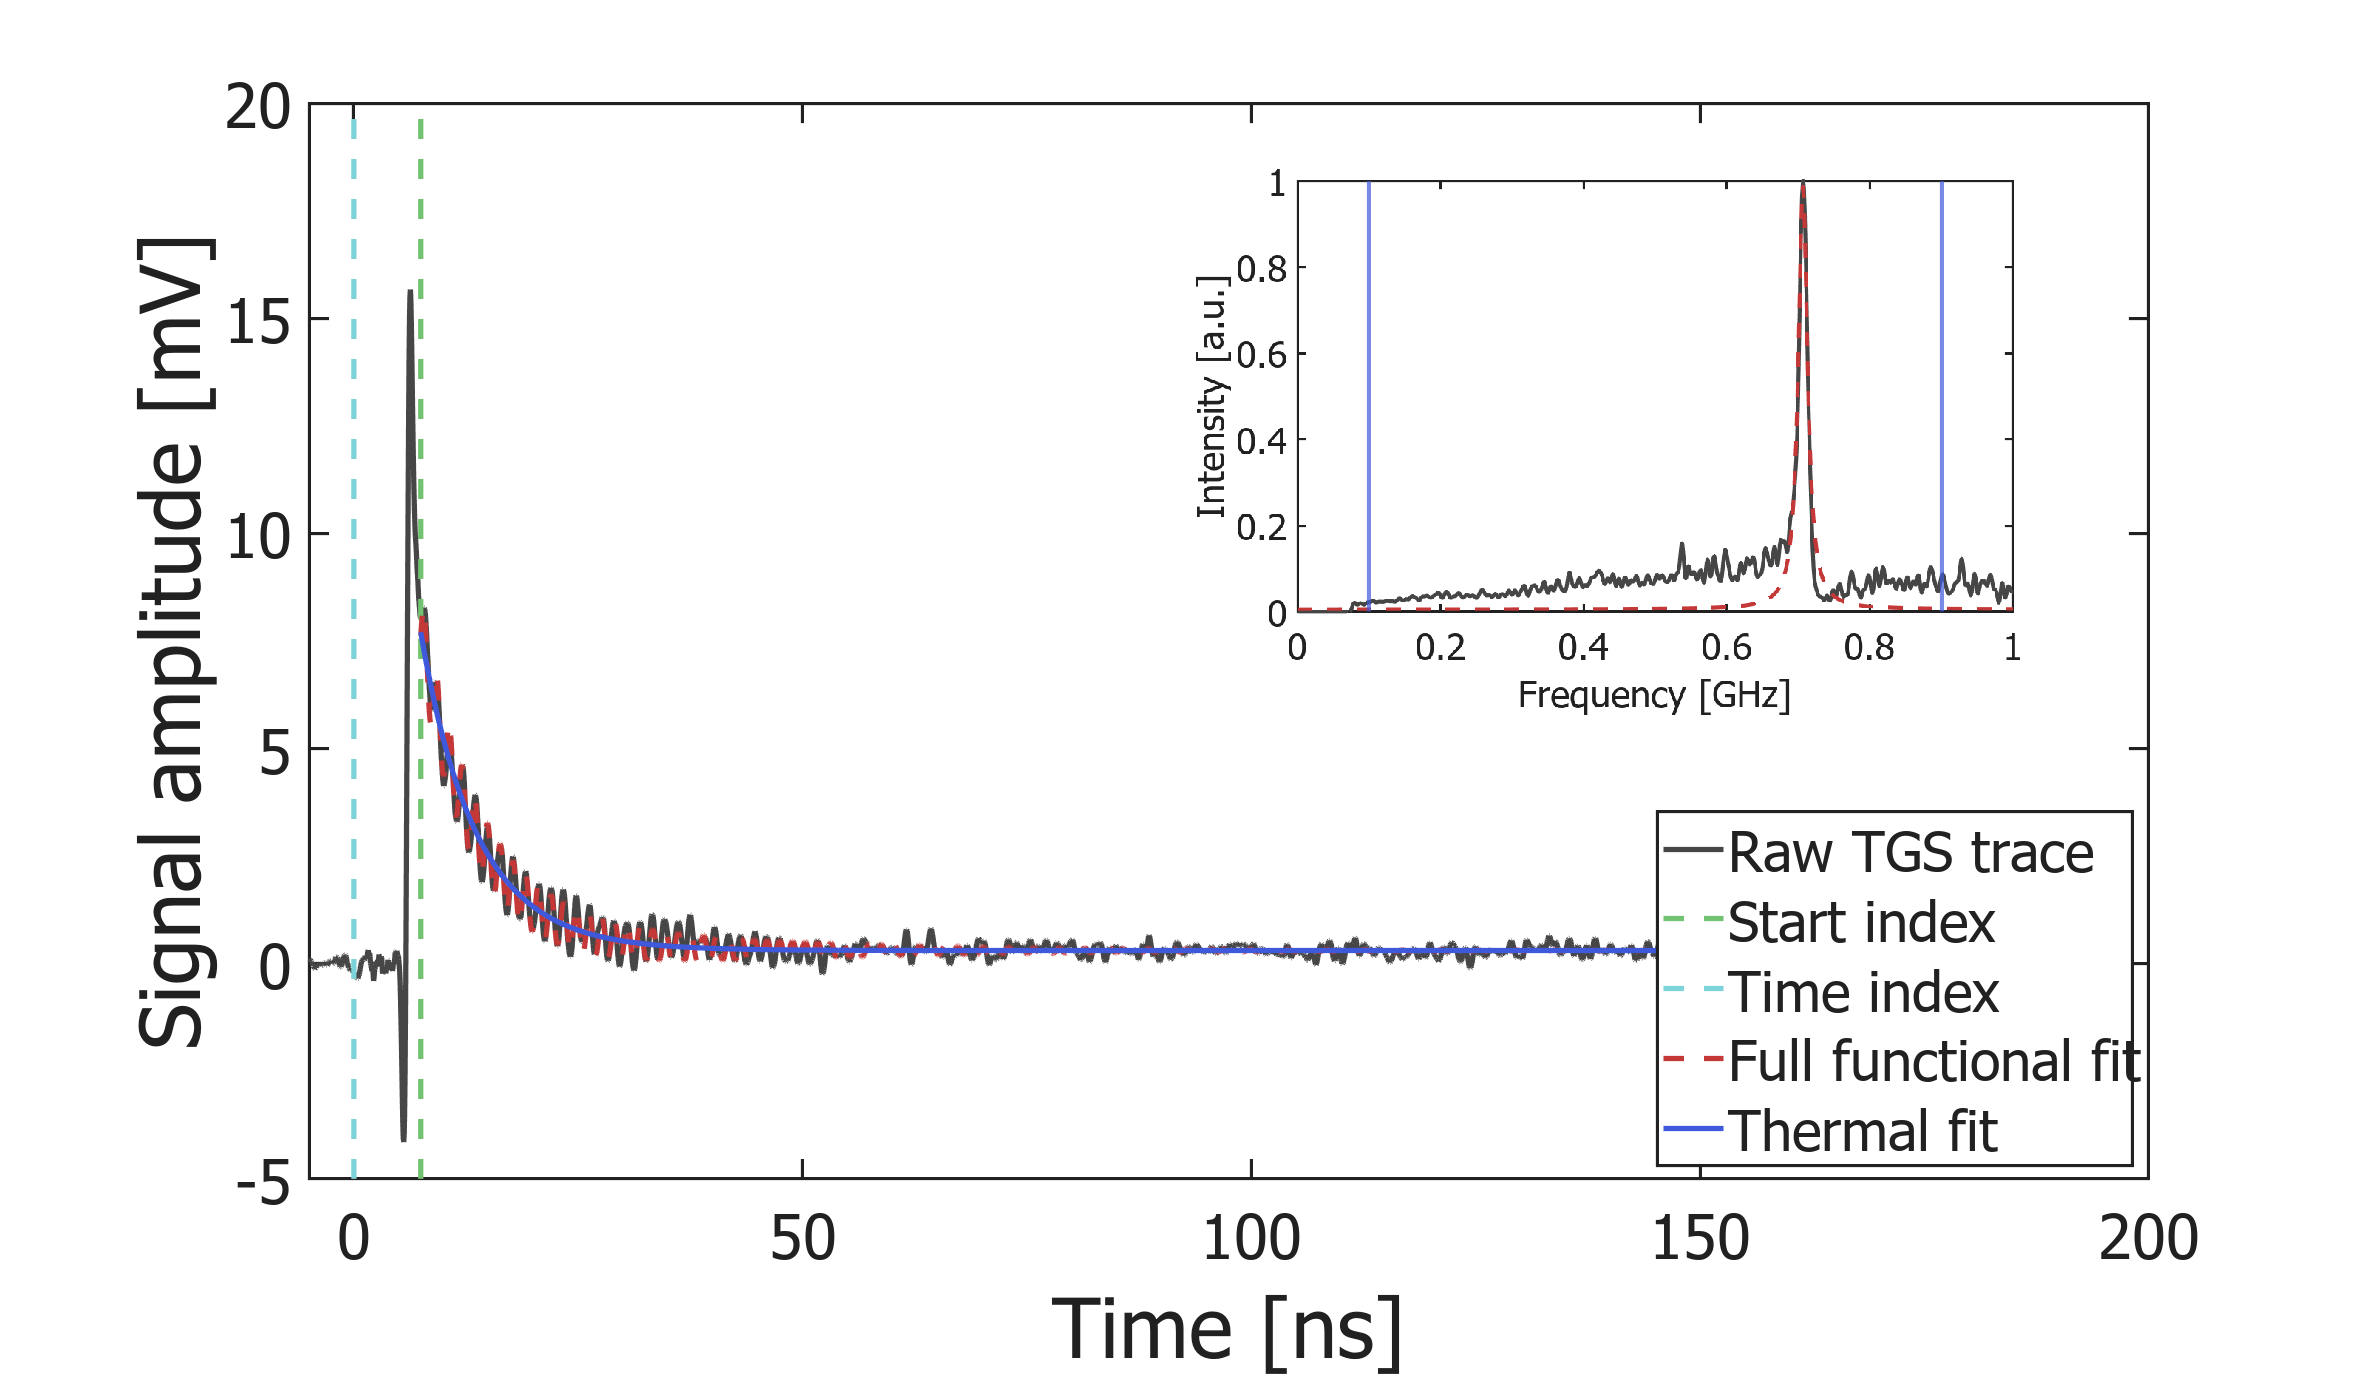 20
15
10
5
0
-5
Signal amplitude [mV]
0
50
100
150
200
Time [ns]
1
0.8
0.6
0.4
0.2
0
Intensity [a.u.]
0
0.2
0.4
0.6
0.8
1
Frequency [GHz]
Raw TGS trace
Start index
Time index
Full functional fit
Thermal fit